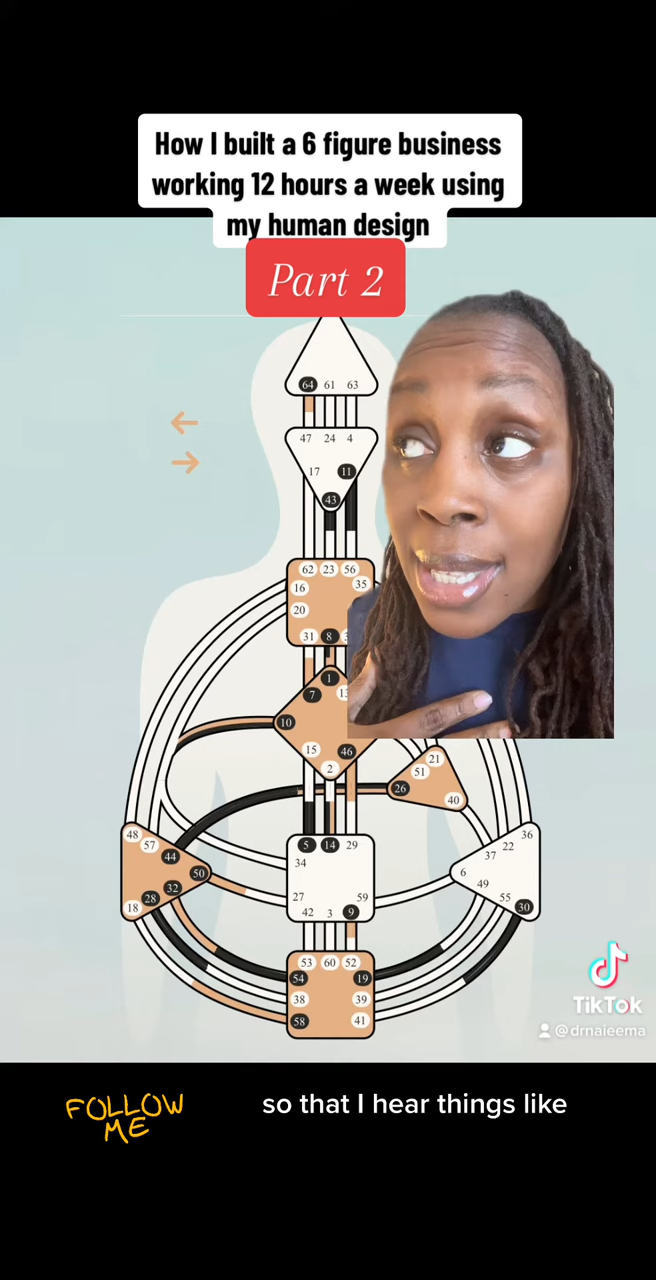 How I built a 6 figure business
working 12 hours a week using
my human design
Part 2
64 61 63
47 24 4
17 11
43
62 23 56
16 35
20
31 8
1
7 13
10
15 46
2
21
51
26 40
48
57
44
50
32
28
18
5 14 29
34
27 59
42 3 9
36
22
37
6
49
55
30
53 60 52
54 19
38 39
58 41
TikTok
@drnaieema
FOLLOW
ME
so that I hear things like